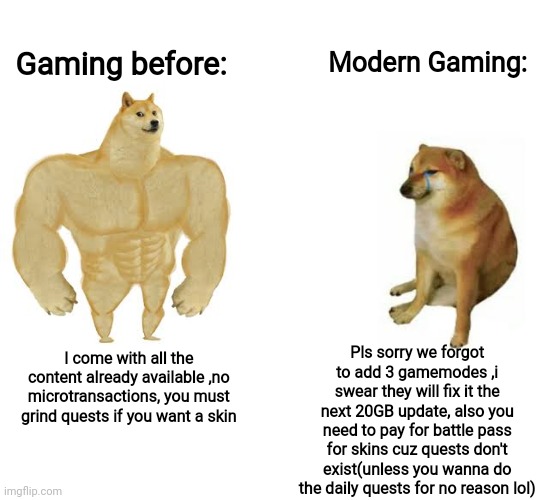 Gaming before:
Modern Gaming:
I come with all the
content already available ,no
microtransactions, you must
grind quests if you want a skin
Pls sorry we forgot
to add 3 gamemodes ,i
swear they will fix it the
next 20GB update, also you
need to pay for battle pass
for skins cuz quests don't
exist(unless you wanna do
the daily quests for no reason lol)
imgflip.com